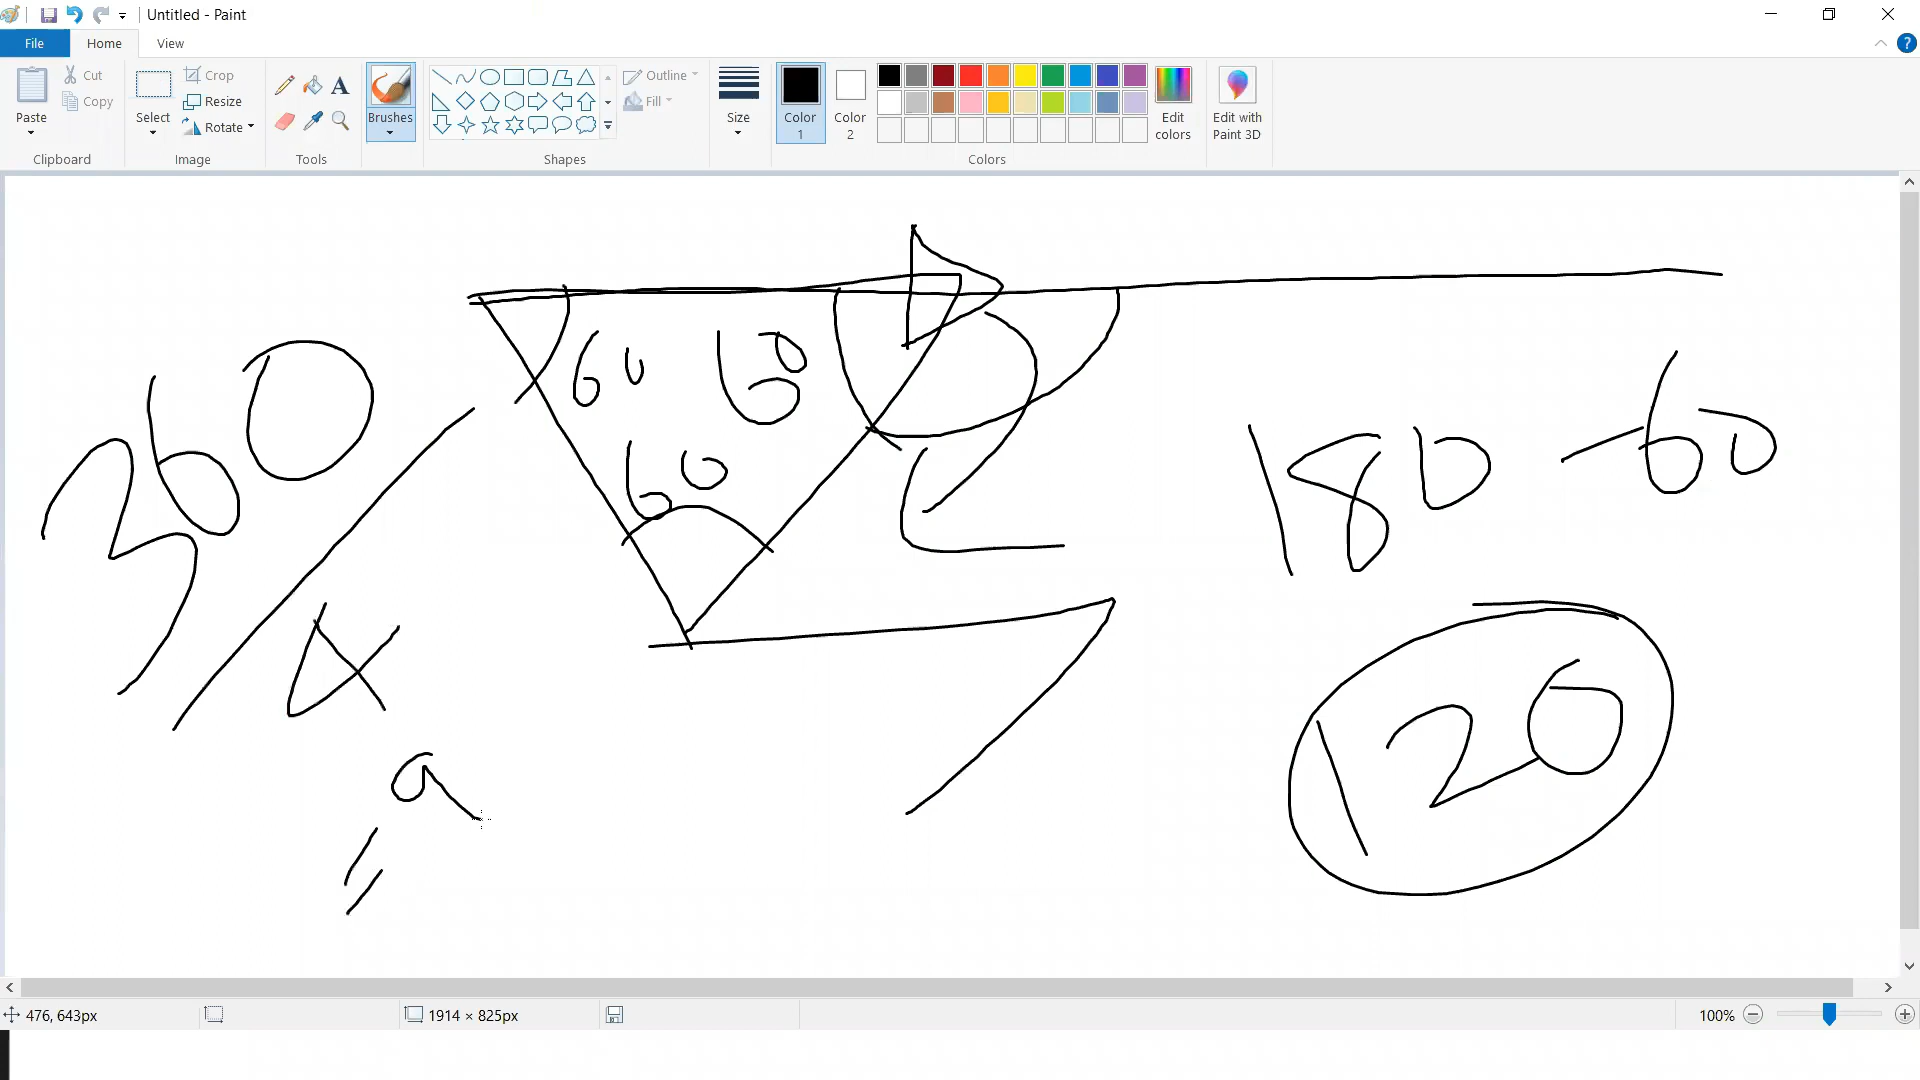 Untitled - Paint
File
Home
View
?
Paste
Cut
Copy
Clipboard
Select
Crop
Resize
Rotate
Image
A
Tools
Brushes
Outline
Fill
Shapes
Size
Color 1
Color 2
Edit colors
Edit with Paint 3D
Colors
360
60
60
60
180 - 60
4
120
=
476, 643px
1914 × 825px
100%